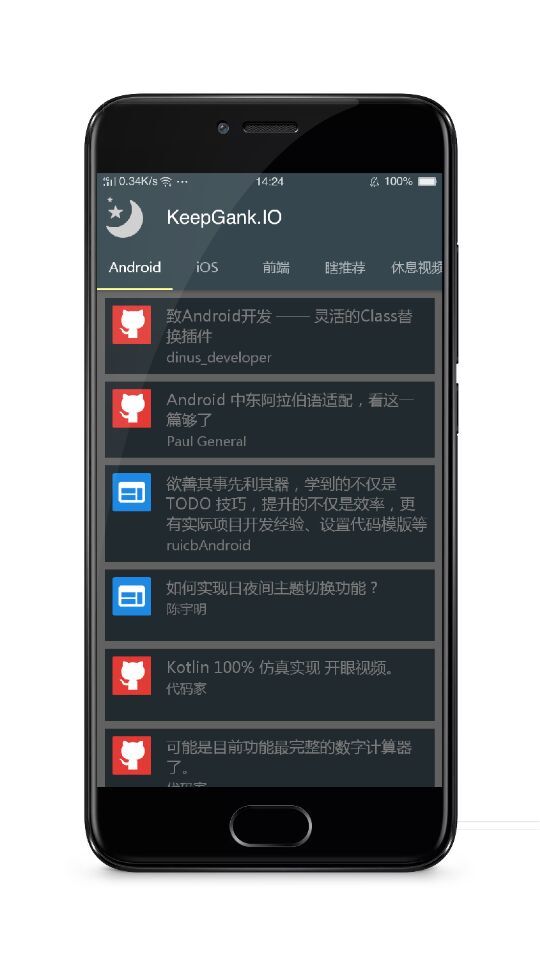 0.34K/s ··· 14:24 100%
KeepGank.IO
Android iOS 前端 瞎推荐 休息视频
致Android开发 —— 灵活的Class替
换插件
dinus_developer
Android 中东阿拉伯语适配，看这一
篇够了
Paul General
欲善其事先利其器，学到的不仅是
TODO 技巧，提升的不仅是效率，更
有实际项目开发经验、设置代码模版等
ruicbAndroid
如何实现日夜间主题切换功能？
陈宇明
Kotlin 100% 仿真实现 开眼视频。
代码家
可能是目前功能最完整的数字计算器
了。
代码家